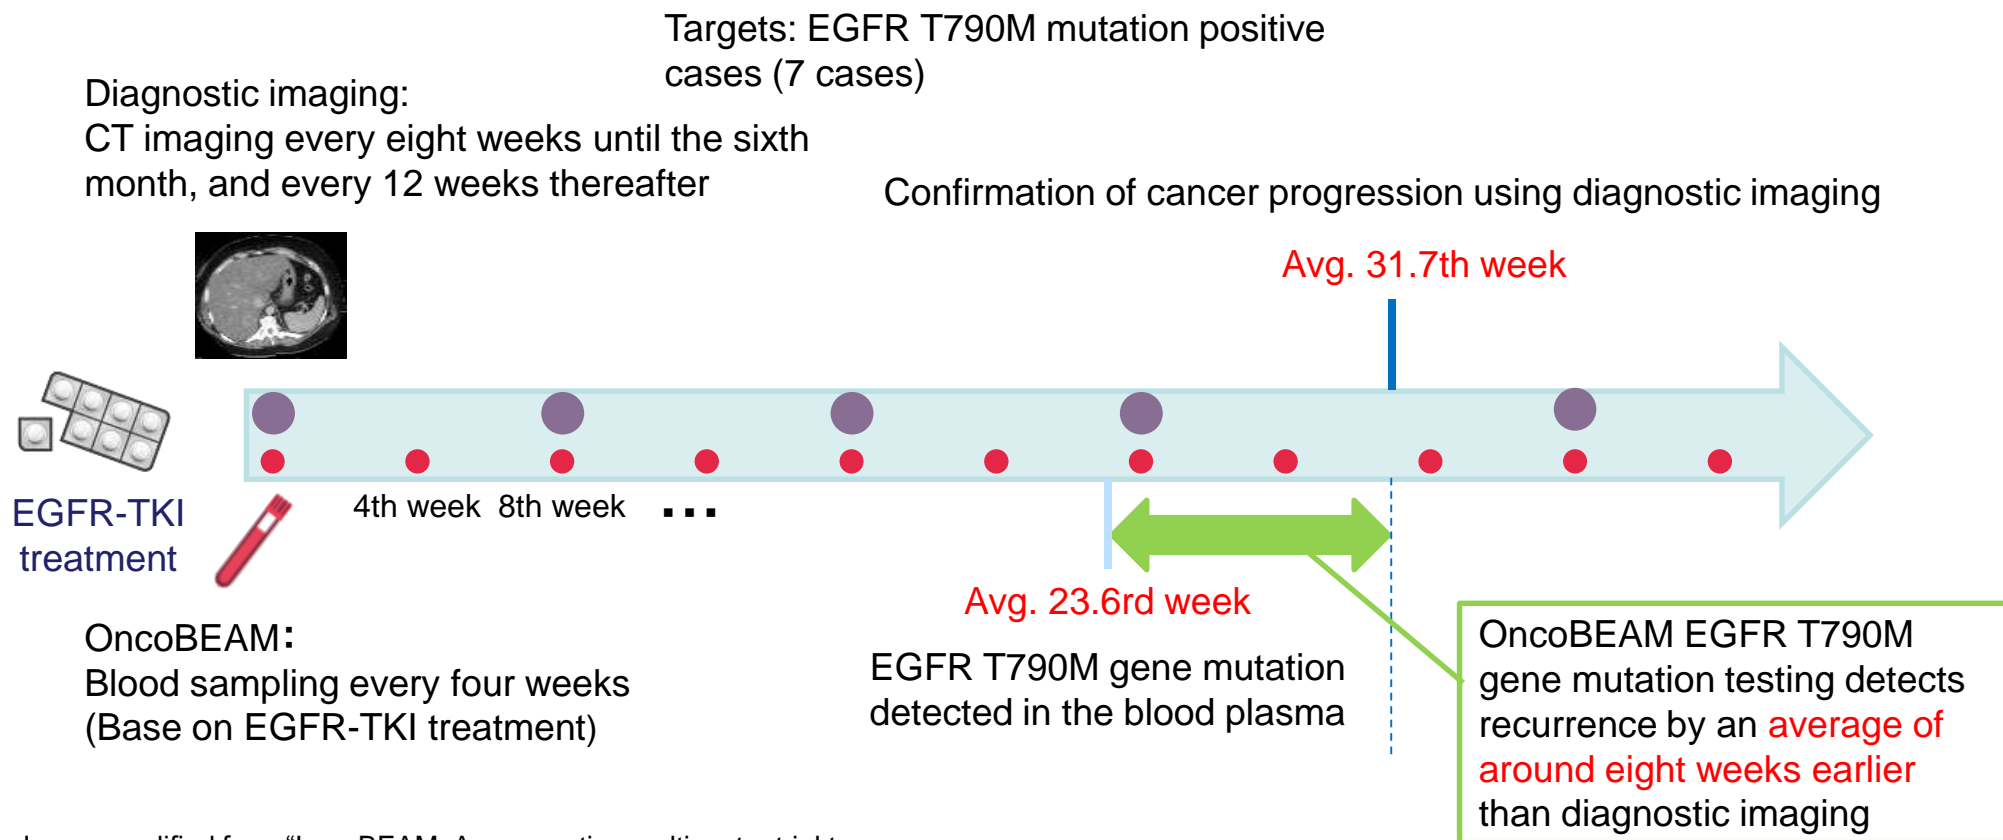 Targets: EGFR T790M mutation positive
cases (7 cases)
Diagnostic imaging:
CT imaging every eight weeks until the sixth
month, and every 12 weeks thereafter
Confirmation of cancer progression using diagnostic imaging
Avg. 31.7th week
EGFR-TKI
treatment
4th week 8th week ...
Avg. 23.6rd week
EGFR T790M gene mutation
detected in the blood plasma
OncoBEAM:
Blood sampling every four weeks
(Base on EGFR-TKI treatment)
OncoBEAM EGFR T790M
gene mutation testing detects
recurrence by an average of
around eight weeks earlier
than diagnostic imaging